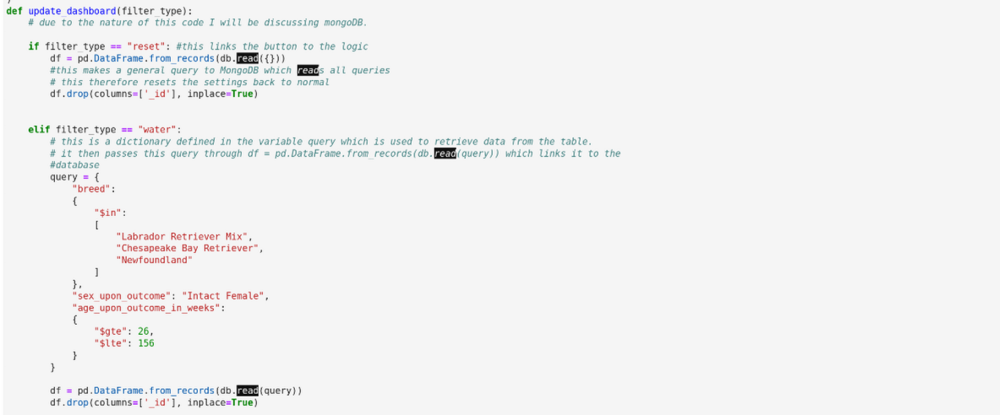 )
def update_dashboard(filter_type):
    # due to the nature of this code I will be discussing mongoDB.
    if filter_type == "reset": #this links the button to the logic
        df = pd.DataFrame.from_records(db.read({}))
        #this makes a general query to MongoDB which reads all queries
        # this therefore resets the settings back to normal
        df.drop(columns=['_id'], inplace=True)
    elif filter_type == "water":
        # this is a dictionary defined in the variable query which is used to retrieve data from the table.
        # it then passes this query through df = pd.DataFrame.from_records(db.read(query)) which links it to the
        #database
        query = {
            "breed":
            {
                "$in":
                [
                    "Labrador Retriever Mix",
                    "Chesapeake Bay Retriever",
                    "Newfoundland"
                ]
            },
            "sex_upon_outcome": "Intact Female",
            "age_upon_outcome_in_weeks":
            {
                "$gte": 26,
                "$lte": 156
            }
        }
        df = pd.DataFrame.from_records(db.read(query))
        df.drop(columns=['_id'], inplace=True)